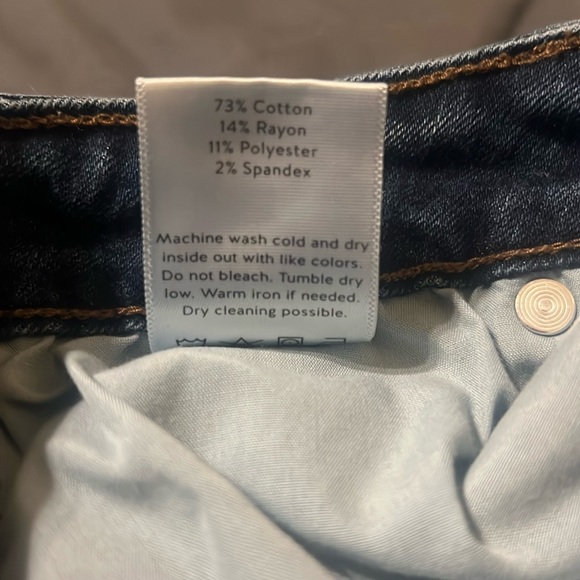 73% Cotton
14% Rayon
11% Polyester
2% Spandex
Machine wash cold and dry
inside out with like colors.
Do not bleach. Tumble dry
low. Warm iron if needed.
Dry cleaning possible.